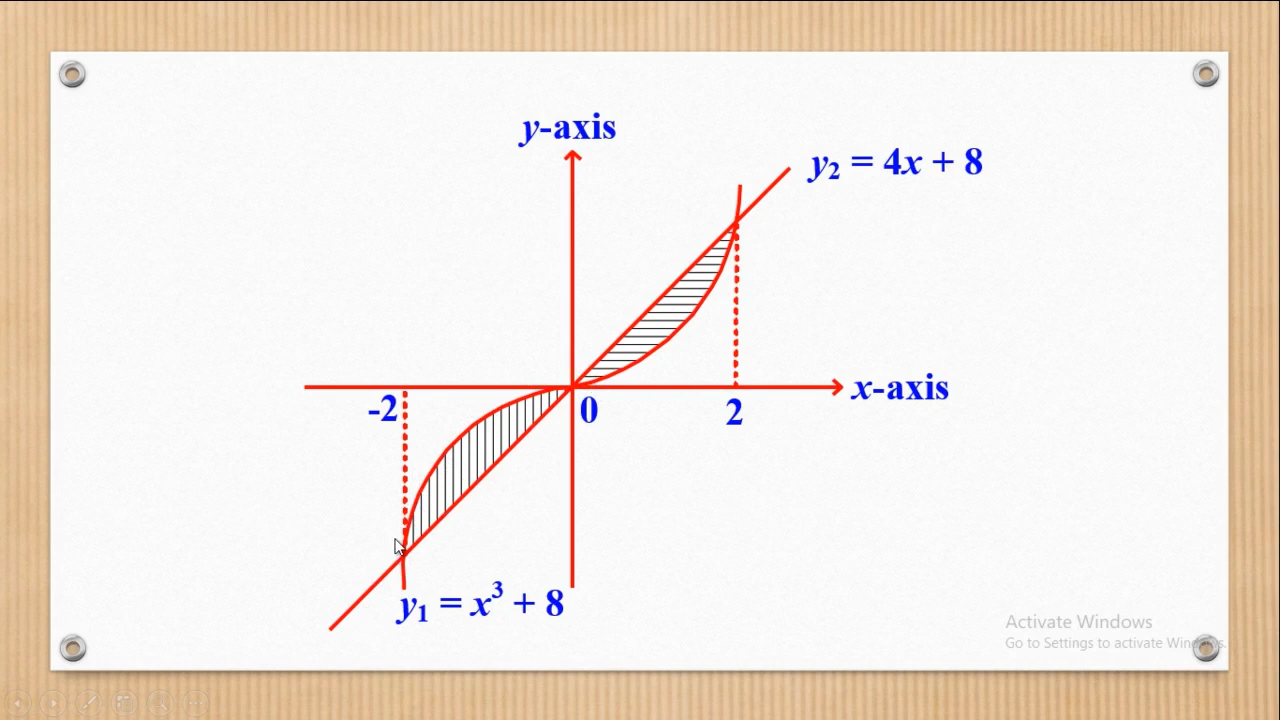 y-axis
y₂ = 4x + 8
x-axis
-2
0
2
y₁ = x³ + 8
Activate Windows
Go to Settings to activate Windows.